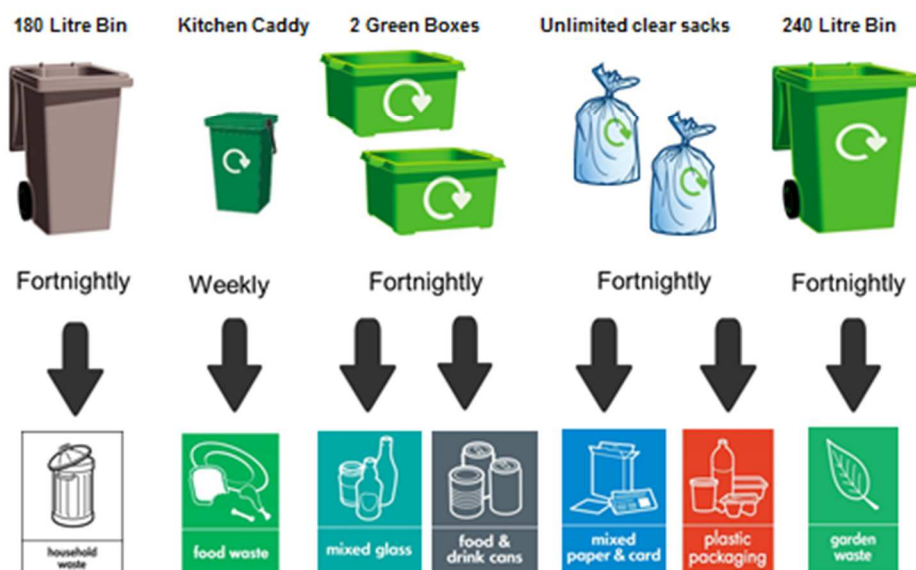 180 Litre Bin
Kitchen Caddy
2 Green Boxes
Unlimited clear sacks
240 Litre Bin
Fortnightly
Weekly
Fortnightly
Fortnightly
Fortnightly
household
waste
food waste
mixed glass
food &
drink cans
mixed
paper & card
plastic
packaging
garden
waste